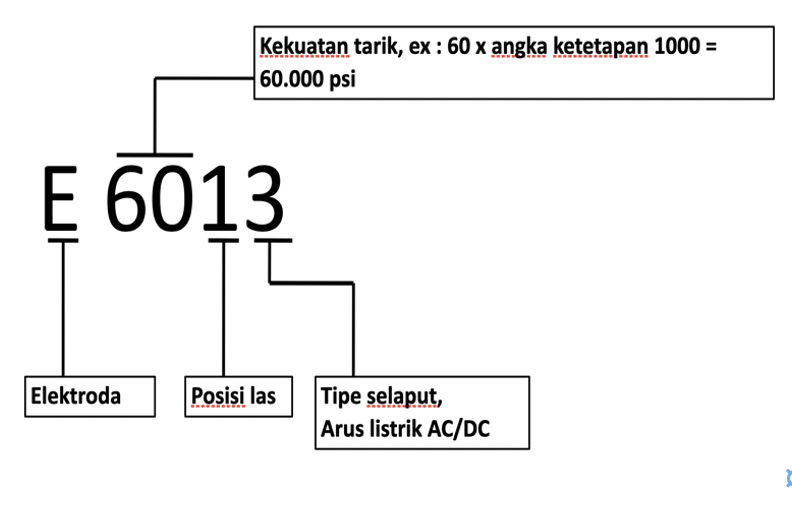 Kekuatan tarik, ex : 60 x angka ketetapan 1000 =
60.000 psi
E 6013
Elektroda
Posisi las
Tipe selaput,
Arus listrik AC/DC